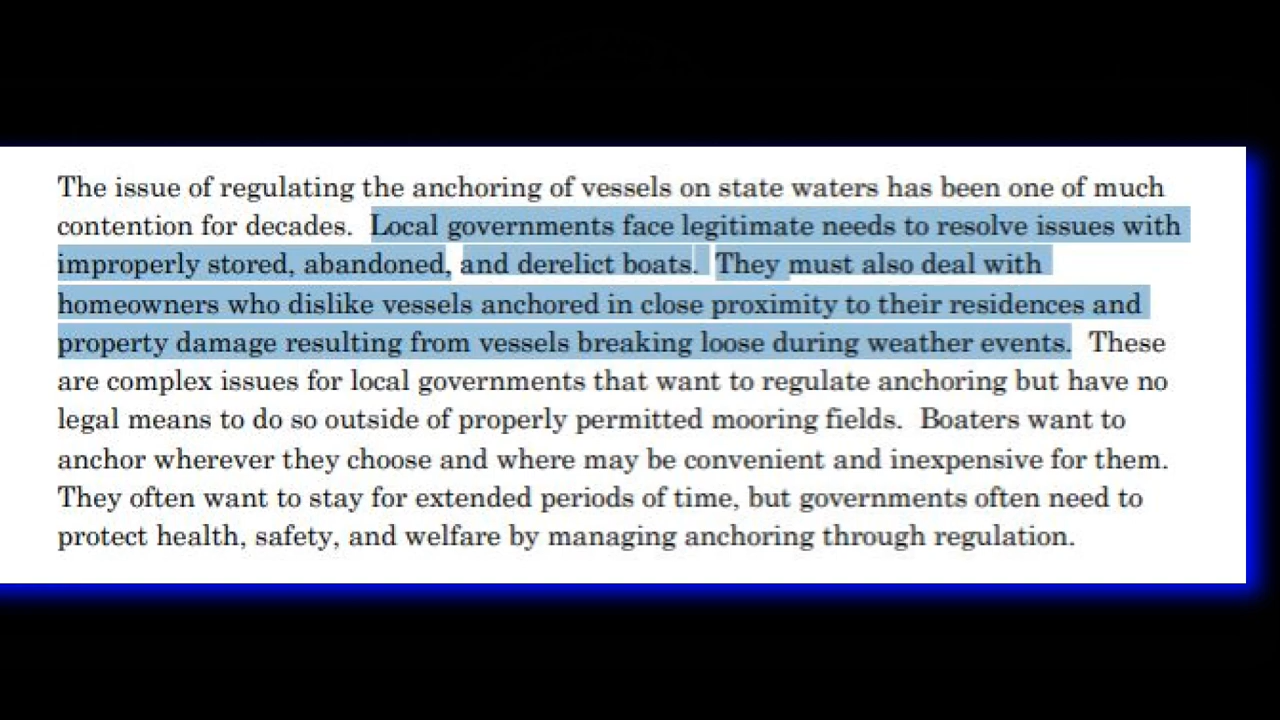 The issue of regulating the anchoring of vessels on state waters has been one of much
contention for decades.  Local governments face legitimate needs to resolve issues with
improperly stored, abandoned, and derelict boats.  They must also deal with
homeowners who dislike vessels anchored in close proximity to their residences and
property damage resulting from vessels breaking loose during weather events.  These
are complex issues for local governments that want to regulate anchoring but have no
legal means to do so outside of properly permitted mooring fields.  Boaters want to
anchor wherever they choose and where may be convenient and inexpensive for them.
They often want to stay for extended periods of time, but governments often need to
protect health, safety, and welfare by managing anchoring through regulation.